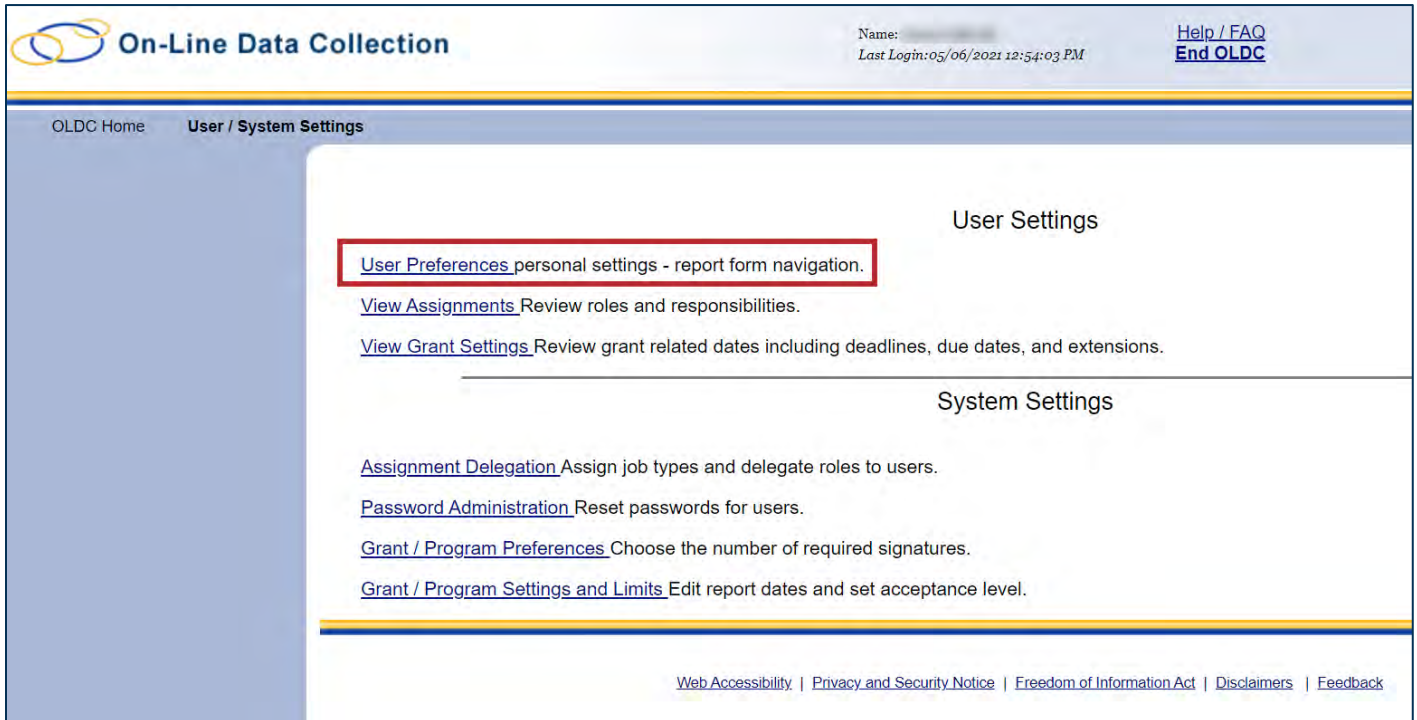 On-Line Data Collection
Name:
Last Login:05/06/2021 12:54:03 PM
Help / FAQ
End OLDC
OLDC Home User / System Settings
User Settings
User Preferences personal settings - report form navigation.
View Assignments Review roles and responsibilities.
View Grant Settings Review grant related dates including deadlines, due dates, and extensions.
System Settings
Assignment Delegation Assign job types and delegate roles to users.
Password Administration Reset passwords for users.
Grant / Program Preferences Choose the number of required signatures.
Grant / Program Settings and Limits Edit report dates and set acceptance level.
Web Accessibility | Privacy and Security Notice | Freedom of Information Act | Disclaimers | Feedback